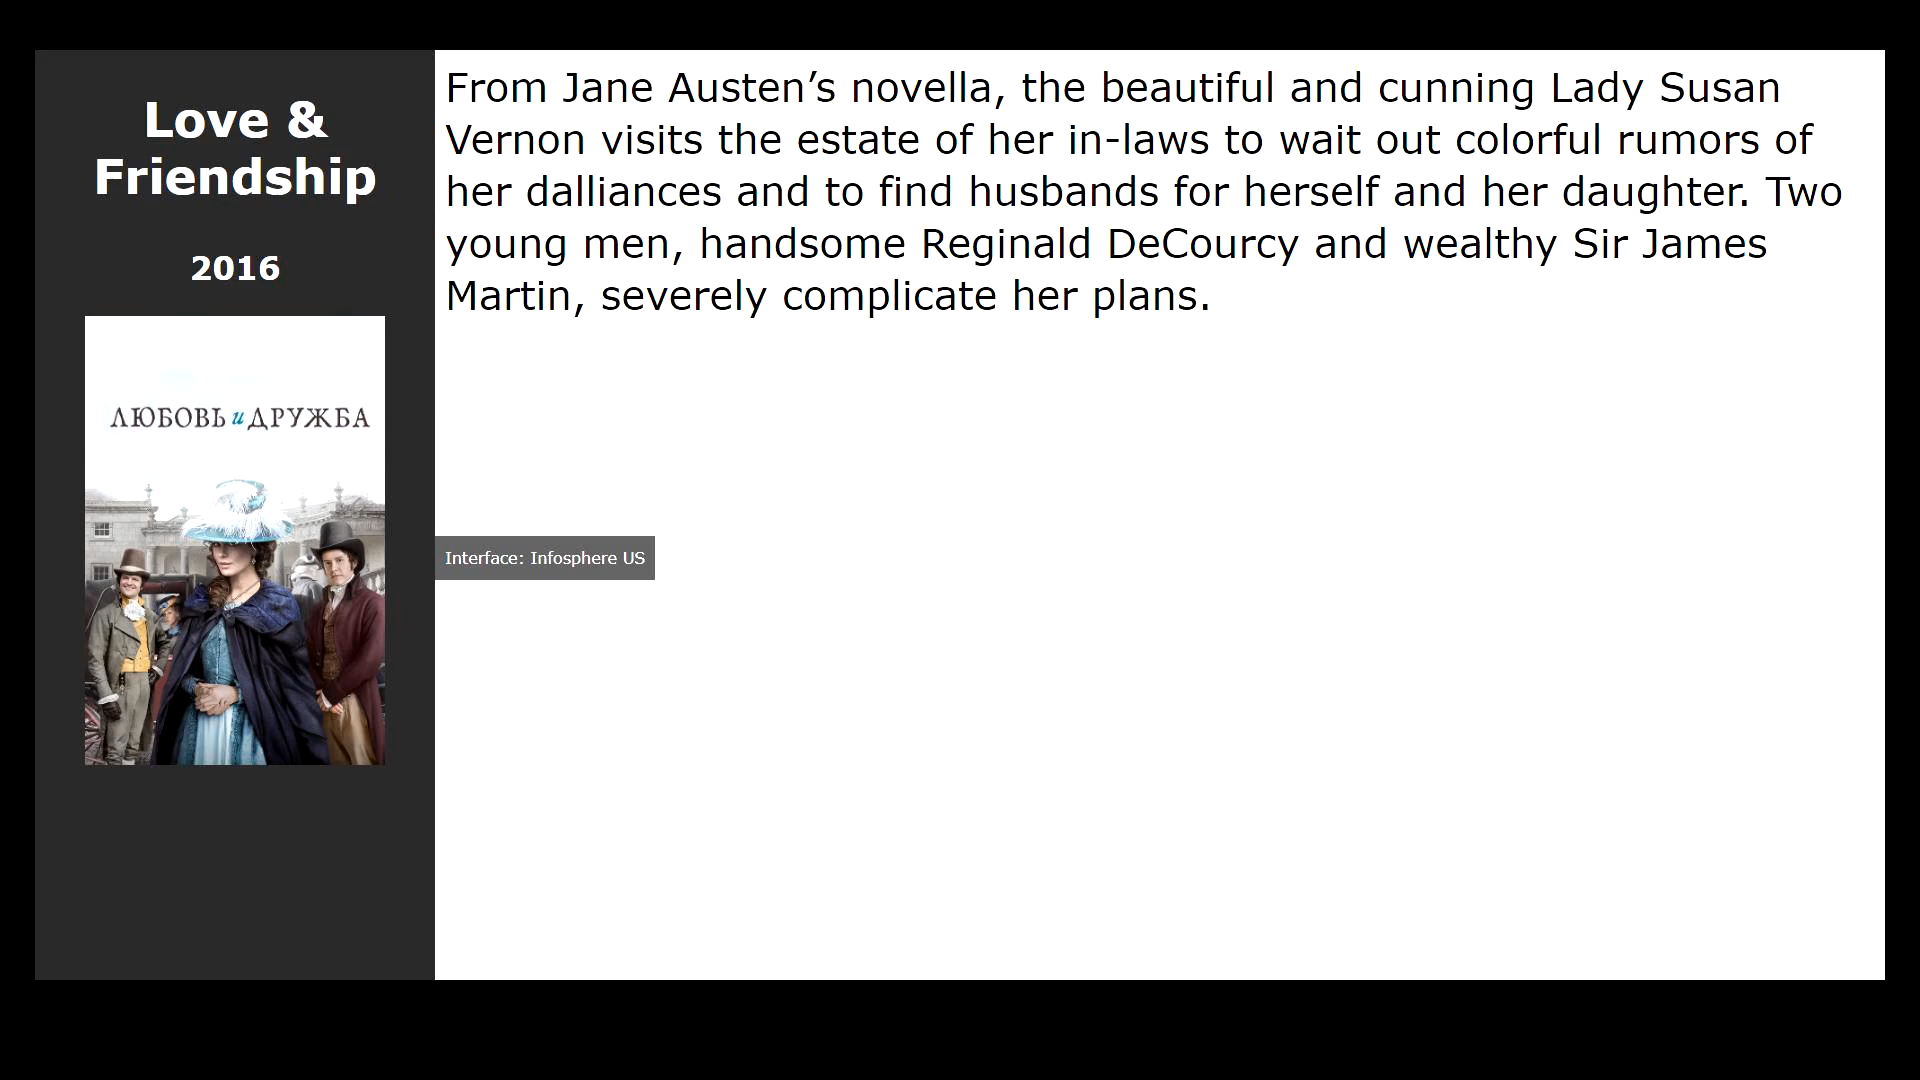 Love &
Friendship
2016
ЛЮБОВЬ и ДРУЖБА
From Jane Austen’s novella, the beautiful and cunning Lady Susan
Vernon visits the estate of her in-laws to wait out colorful rumors of
her dalliances and to find husbands for herself and her daughter. Two
young men, handsome Reginald DeCourcy and wealthy Sir James
Martin, severely complicate her plans.
Interface: Infosphere US